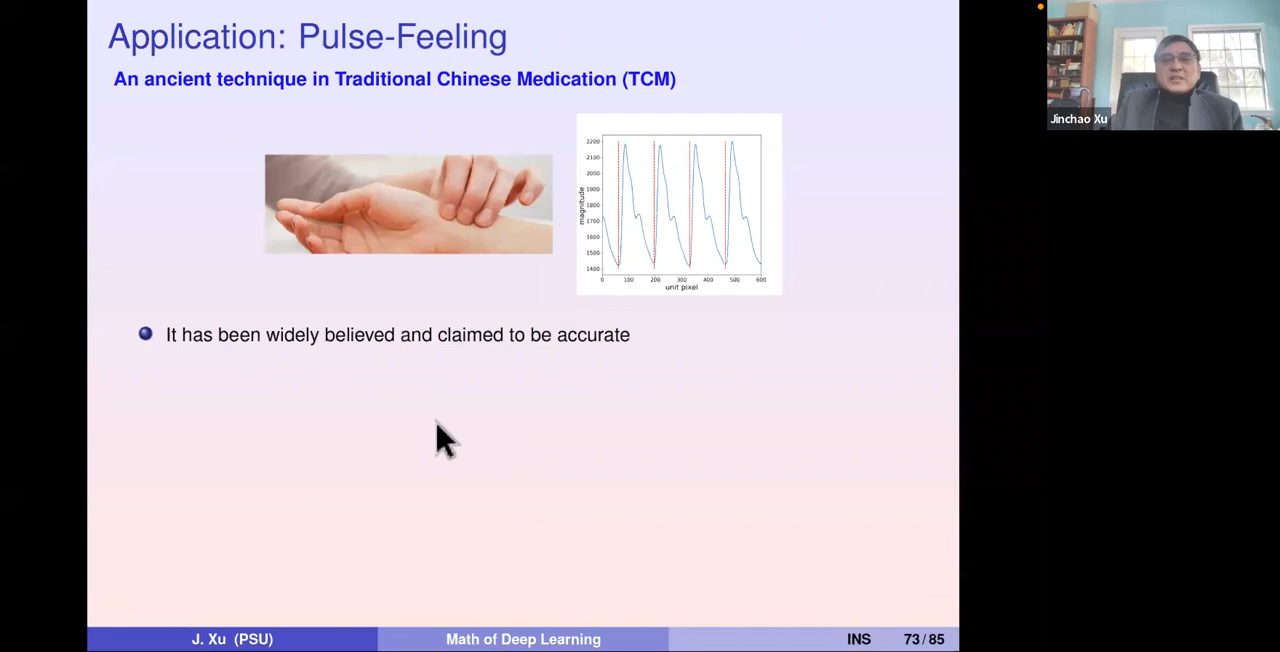 Application: Pulse-Feeling
An ancient technique in Traditional Chinese Medication (TCM)
2200
2100
2000
1900
1800
1700
1600
1500
1400
magnitude
0 100 200 300 400 500 600
unit pixel
It has been widely believed and claimed to be accurate
J. Xu (PSU) Math of Deep Learning INS 73/85
Jinchao Xu